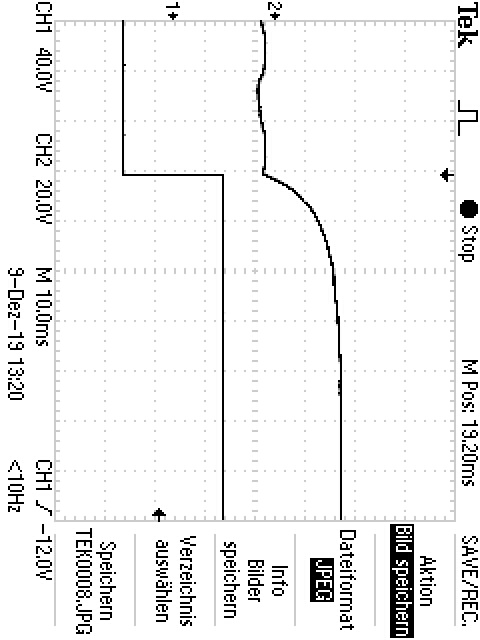 Tek
Stop
M Pos: 19.20ms
SAVE/REC.
Aktion
Bild speichern
Dateiformat
JPEG
Info
Bilder
speichern
Verzeichnis
auswählen
Speichern
TEK0008.JPG
2
1
CH1 40.0V
CH2 20.0V
M 10.0ms
CH1 -12.0V
9-Dez-19 13:20
<10Hz